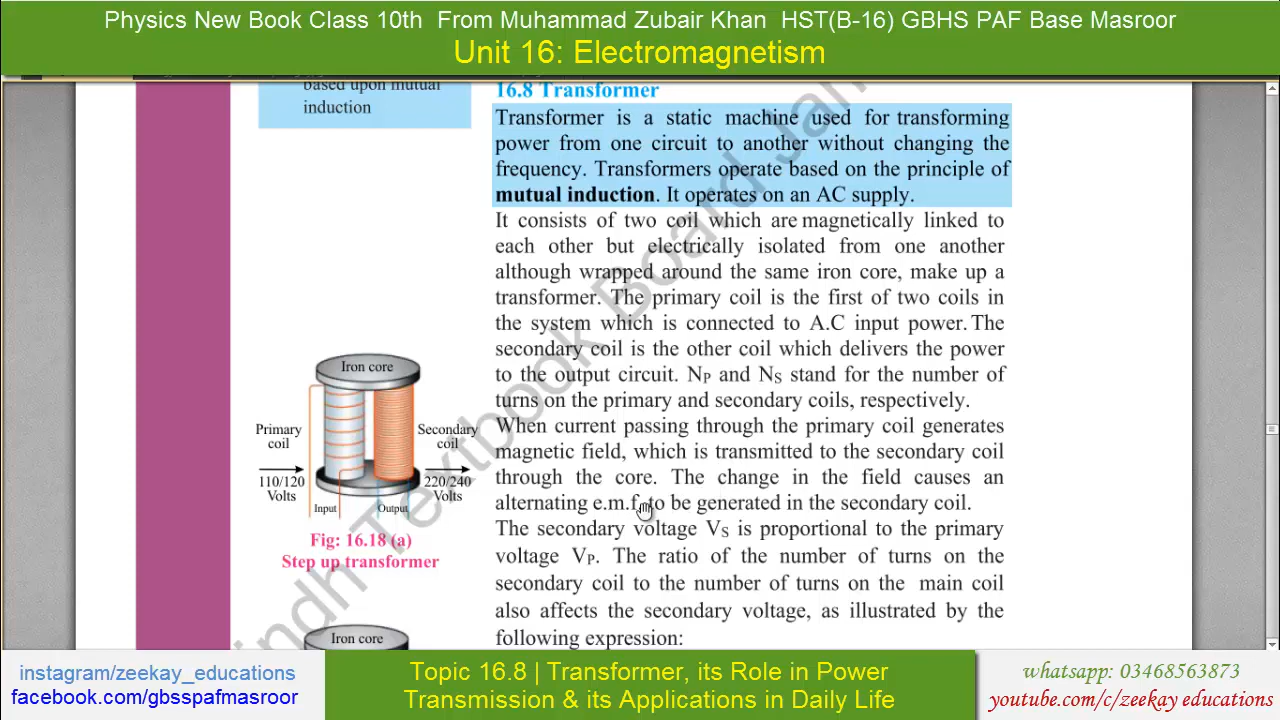 Physics New Book Class 10th From Muhammad Zubair Khan HST(B-16) GBHS PAF Base Masroor
Unit 16: Electromagnetism
based upon mutual
induction
16.8 Transformer
Transformer is a static machine used for transforming
power from one circuit to another without changing the
frequency. Transformers operate based on the principle of
mutual induction. It operates on an AC supply.
It consists of two coil which are magnetically linked to
each other but electrically isolated from one another
although wrapped around the same iron core, make up a
transformer. The primary coil is the first of two coils in
the system which is connected to A.C input power. The
secondary coil is the other coil which delivers the power
to the output circuit. NP and NS stand for the number of
turns on the primary and secondary coils, respectively.
When current passing through the primary coil generates
magnetic field, which is transmitted to the secondary coil
through the core. The change in the field causes an
alternating e.m.f. to be generated in the secondary coil.
The secondary voltage VS is proportional to the primary
voltage VP. The ratio of the number of turns on the
secondary coil to the number of turns on the main coil
also affects the secondary voltage, as illustrated by the
following expression:
Iron core
Primary
coil
Secondary
coil
110/120
Volts
220/240
Volts
Input
Output
Fig: 16.18 (a)
Step up transformer
Iron core
Textbook Board
instagram/zeekay_educations
facebook.com/gbsspafmasroor
Topic 16.8 | Transformer, its Role in Power
Transmission & its Applications in Daily Life
whatsapp: 03468563873
youtube.com/c/zeekay educations